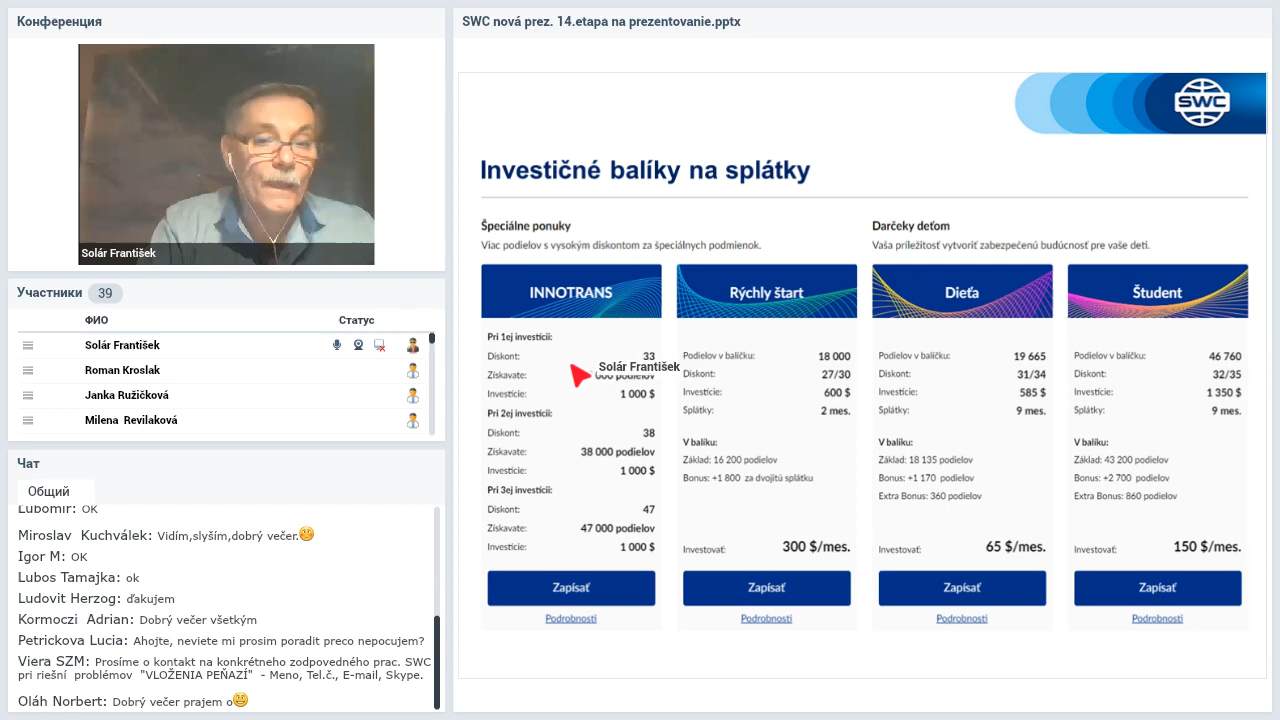 Конференция
Solár František
Участники 39
ФИО Статус
Solár František
Roman Kroslak
Janka Ružičková
Milena Revilaková
Чат
Общий
Lubomir: OK
Miroslav Kuchválek: Vidím,slyším,dobrý večer.
Igor M: OK
Lubos Tamajka: ok
Ludovit Herzog: ďakujem
Kormoczi Adrian: Dobrý večer všetkým
Petrickova Lucia: Ahojte, neviete mi prosim poradit preco nepocujem?
Viera SZM: Prosíme o kontakt na konkrétneho zodpovedného prac. SWC
pri riešní problémov "VLOŽENIA PEŇAZÍ" - Meno, Tel.č., E-mail, Skype.
Oláh Norbert: Dobrý večer prajem o
SWC nová prez. 14.etapa na prezentovanie.pptx
SWC
Investičné balíky na splátky
Špeciálne ponuky
Viac podielov s vysokým diskontom za špeciálnych podmienok.
Darčeky deťom
Vaša príležitosť vytvoriť zabezpečenú budúcnosť pre vaše deti.
INNOTRANS
Pri 1ej investícii:
Diskont: 33
Solár František
Získavate: 000 podielov
Investície: 1 000 $
Pri 2ej investícii:
Diskont: 38
Získavate: 38 000 podielov
Investície: 1 000 $
Pri 3ej investícii:
Diskont: 47
Získavate: 47 000 podielov
Investície: 1 000 $
Zapísať
Podrobnosti
Rýchly štart
Podielov v balíčku: 18 000
Diskont: 27/30
Investície: 600 $
Splátky: 2 mes.
V balíku:
Základ: 16 200 podielov
Bonus: +1 800 za dvojitú splátku
Investovať: 300 $/mes.
Zapísať
Podrobnosti
Dieťa
Podielov v balíčku: 19 665
Diskont: 31/34
Investície: 585 $
Splátky: 9 mes.
V balíku:
Základ: 18 135 podielov
Bonus: +1 170 podielov
Extra Bonus: 360 podielov
Investovať: 65 $/mes.
Zapísať
Podrobnosti
Študent
Podielov v balíčku: 46 760
Diskont: 32/35
Investície: 1 350 $
Splátky: 9 mes.
V balíku:
Základ: 43 200 podielov
Bonus: +2 700 podielov
Extra Bonus: 860 podielov
Investovať: 150 $/mes.
Zapísať
Podrobnosti